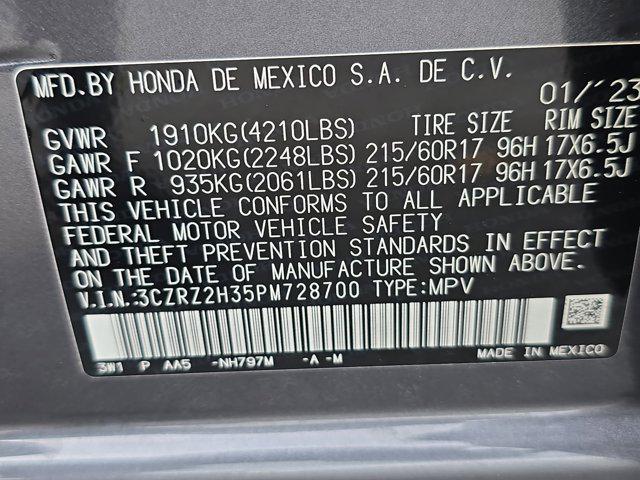 MFD.BY HONDA DE MEXICO S.A. DE C.V. 01/'23
GVWR 1910KG(4210LBS) TIRE SIZE RIM SIZE
GAWR F 1020KG(2248LBS) 215/60R17 96H 17X6.5J
GAWR R 935KG(2061LBS) 215/60R17 96H 17X6.5J
THIS VEHICLE CONFORMS TO ALL APPLICABLE
FEDERAL MOTOR VEHICLE SAFETY
AND THEFT PREVENTION STANDARDS IN EFFECT
ON THE DATE OF MANUFACTURE SHOWN ABOVE.
V.I.N.:3CZRZ2H35PM728700 TYPE:MPV
3W1 P AA5 -NH797M -A -M MADE IN MEXICO